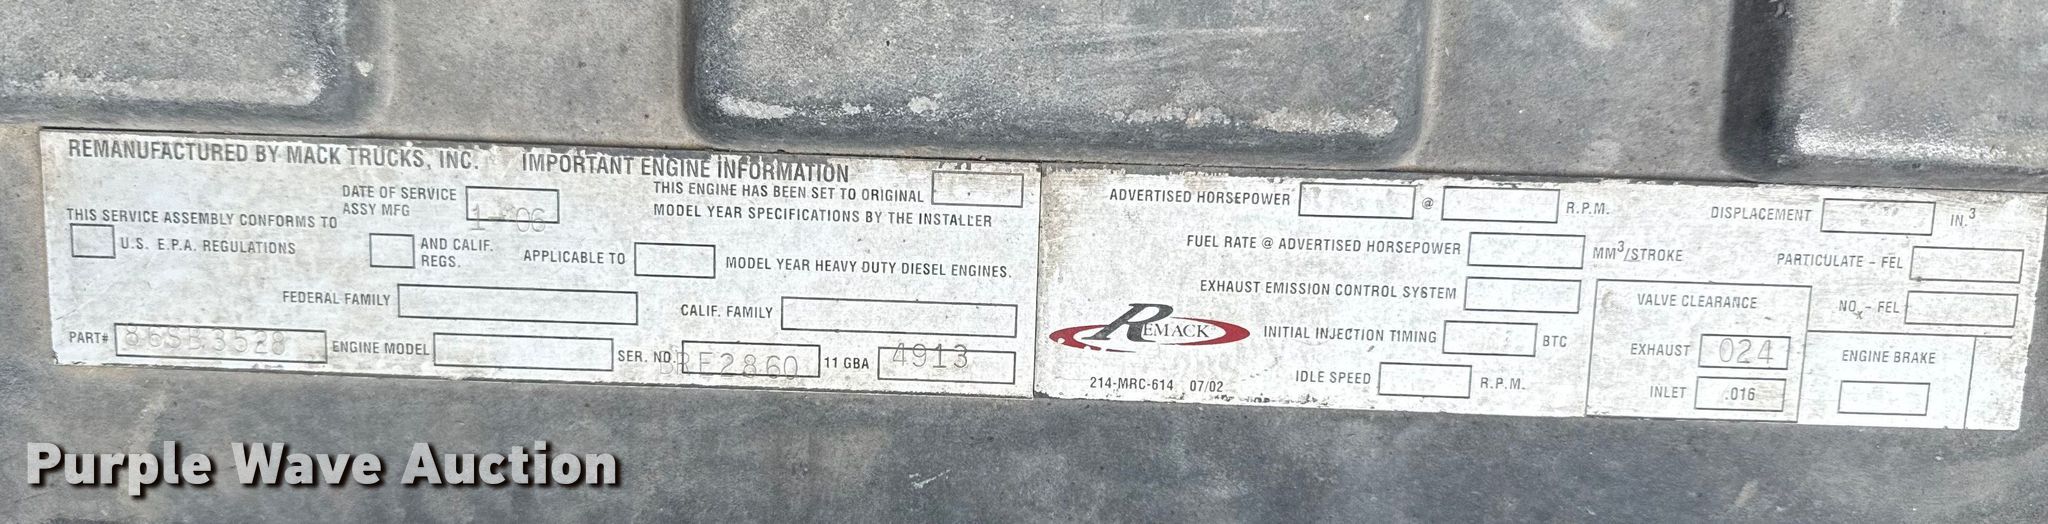 REMANUFACTURED BY MACK TRUCKS, INC. IMPORTANT ENGINE INFORMATION
DATE OF SERVICE ASSY MFG 1-06
THIS ENGINE HAS BEEN SET TO ORIGINAL
MODEL YEAR SPECIFICATIONS BY THE INSTALLER
THIS SERVICE ASSEMBLY CONFORMS TO
U.S. E.P.A. REGULATIONS
AND CALIF. REGS.
APPLICABLE TO
MODEL YEAR HEAVY DUTY DIESEL ENGINES.
FEDERAL FAMILY
CALIF. FAMILY
PART# 86SB3528
ENGINE MODEL
SER. NO. 2860
11 GBA 4913
ADVERTISED HORSEPOWER @ R.P.M.
DISPLACEMENT IN.³
FUEL RATE @ ADVERTISED HORSEPOWER MM³/STROKE
PARTICULATE - FEL
EXHAUST EMISSION CONTROL SYSTEM
VALVE CLEARANCE
NOx - FEL
REMACK
INITIAL INJECTION TIMING BTC
EXHAUST 024
ENGINE BRAKE
214-MRC-614 07/02
IDLE SPEED R.P.M.
INLET .016
Purple Wave Auction